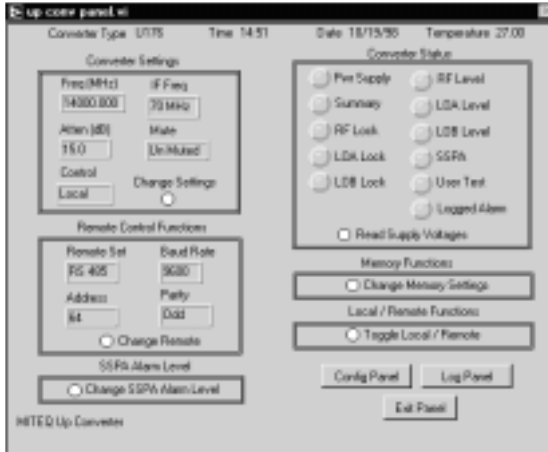 up conv panel.vi
Converter Type U17S Time 14:51 Date 10/19/98 Temperature 27.00
Converter Settings
Freq (MHz) IF Freq
14000.000 70 MHz
Atten (dB) Mute
15.0 Un Muted
Control
Local
Change Settings
Remote Control Functions
Remote Set Baud Rate
RS 485 9600
Address Parity
64 Odd
Change Remote
SSPA Alarm Level
Change SSPA Alarm Level
MITEQ Up Converter
Converter Status
Pwr Supply RF Level
Summary LOA Level
RF Lock LOB Level
LOA Lock SSPA
LOB Lock User Test
Logged Alarm
Read Supply Voltages
Memory Functions
Change Memory Settings
Local / Remote Functions
Toggle Local / Remote
Config Panel Log Panel
Exit Panel